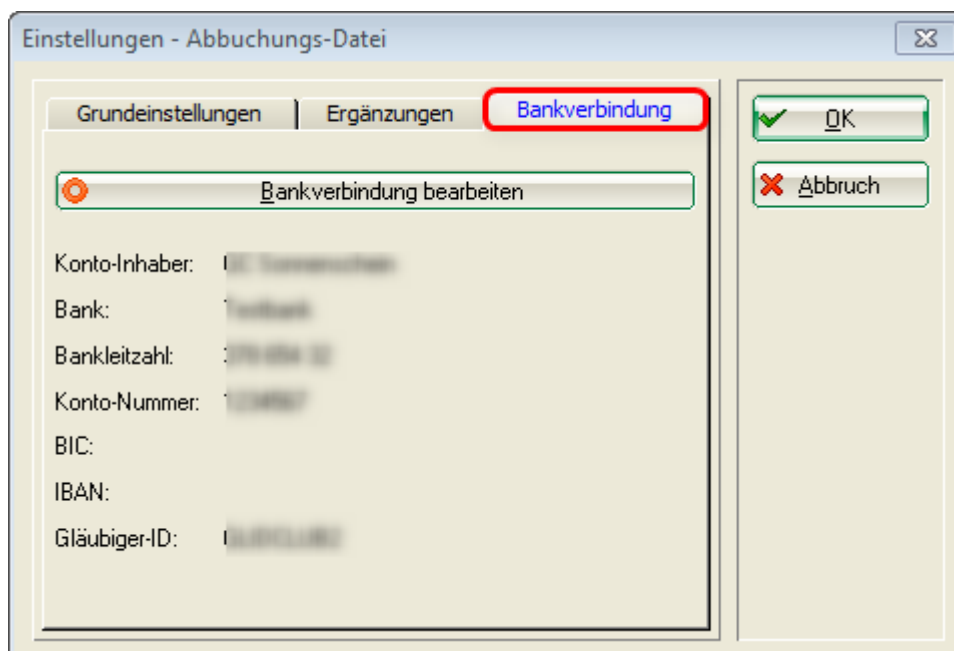 Einstellungen - Abbuchungs-Datei
Grundeinstellungen Ergänzungen Bankverbindung
OK
Bankverbindung bearbeiten
Abbruch
Konto-Inhaber:
Bank:
Bankleitzahl:
Konto-Nummer:
BIC:
IBAN:
Gläubiger-ID: